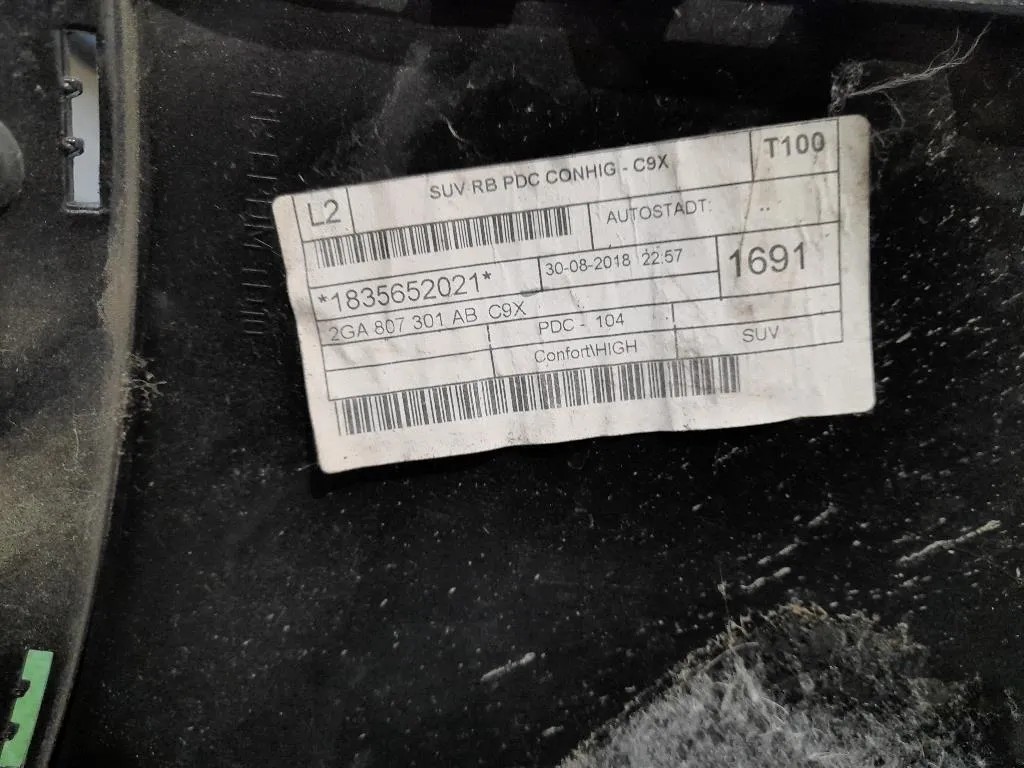 L2
SUV RB PDC CONHIG - C9X
T100
AUTOSTADT: ..
*1835652021*
30-08-2018 22:57
1691
2GA 807 301 AB C9X
PDC - 104
Confort\HIGH
SUV